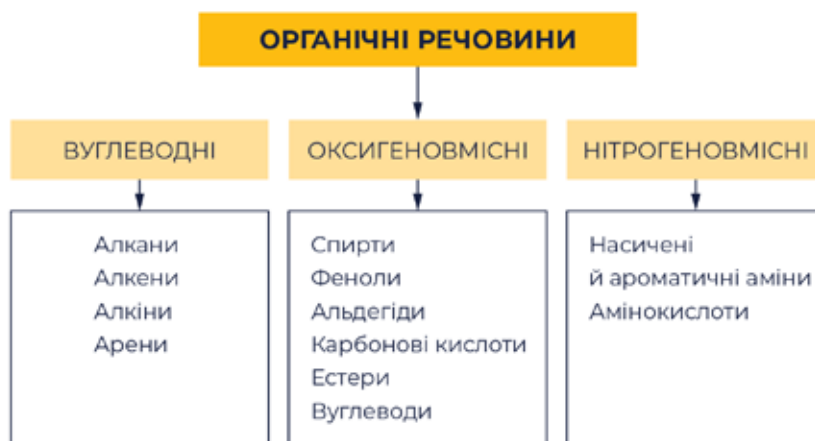 ОРГАНІЧНІ РЕЧОВИНИ
ВУГЛЕВОДНІ
Алкани
Алкени
Алкіни
Арени
ОКСИГЕНОВМІСНІ
Спирти
Феноли
Альдегіди
Карбонові кислоти
Естери
Вуглеводи
НІТРОГЕНОВМІСНІ
Насичені
й ароматичні аміни
Амінокислоти